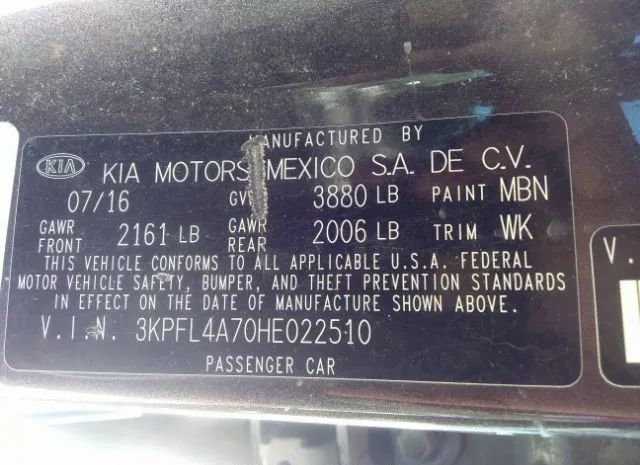 MANUFACTURED BY
KIA KIA MOTORS MEXICO S.A. DE C.V.
07/16 GV 3880 LB PAINT MBN
GAWR FRONT 2161 LB GAWR REAR 2006 LB TRIM WK
THIS VEHICLE CONFORMS TO ALL APPLICABLE U.S.A. FEDERAL
MOTOR VEHICLE SAFETY, BUMPER, AND THEFT PREVENTION STANDARDS
IN EFFECT ON THE DATE OF MANUFACTURE SHOWN ABOVE.
V.I.N. 3KPFL4A70HE022510
PASSENGER CAR
V.